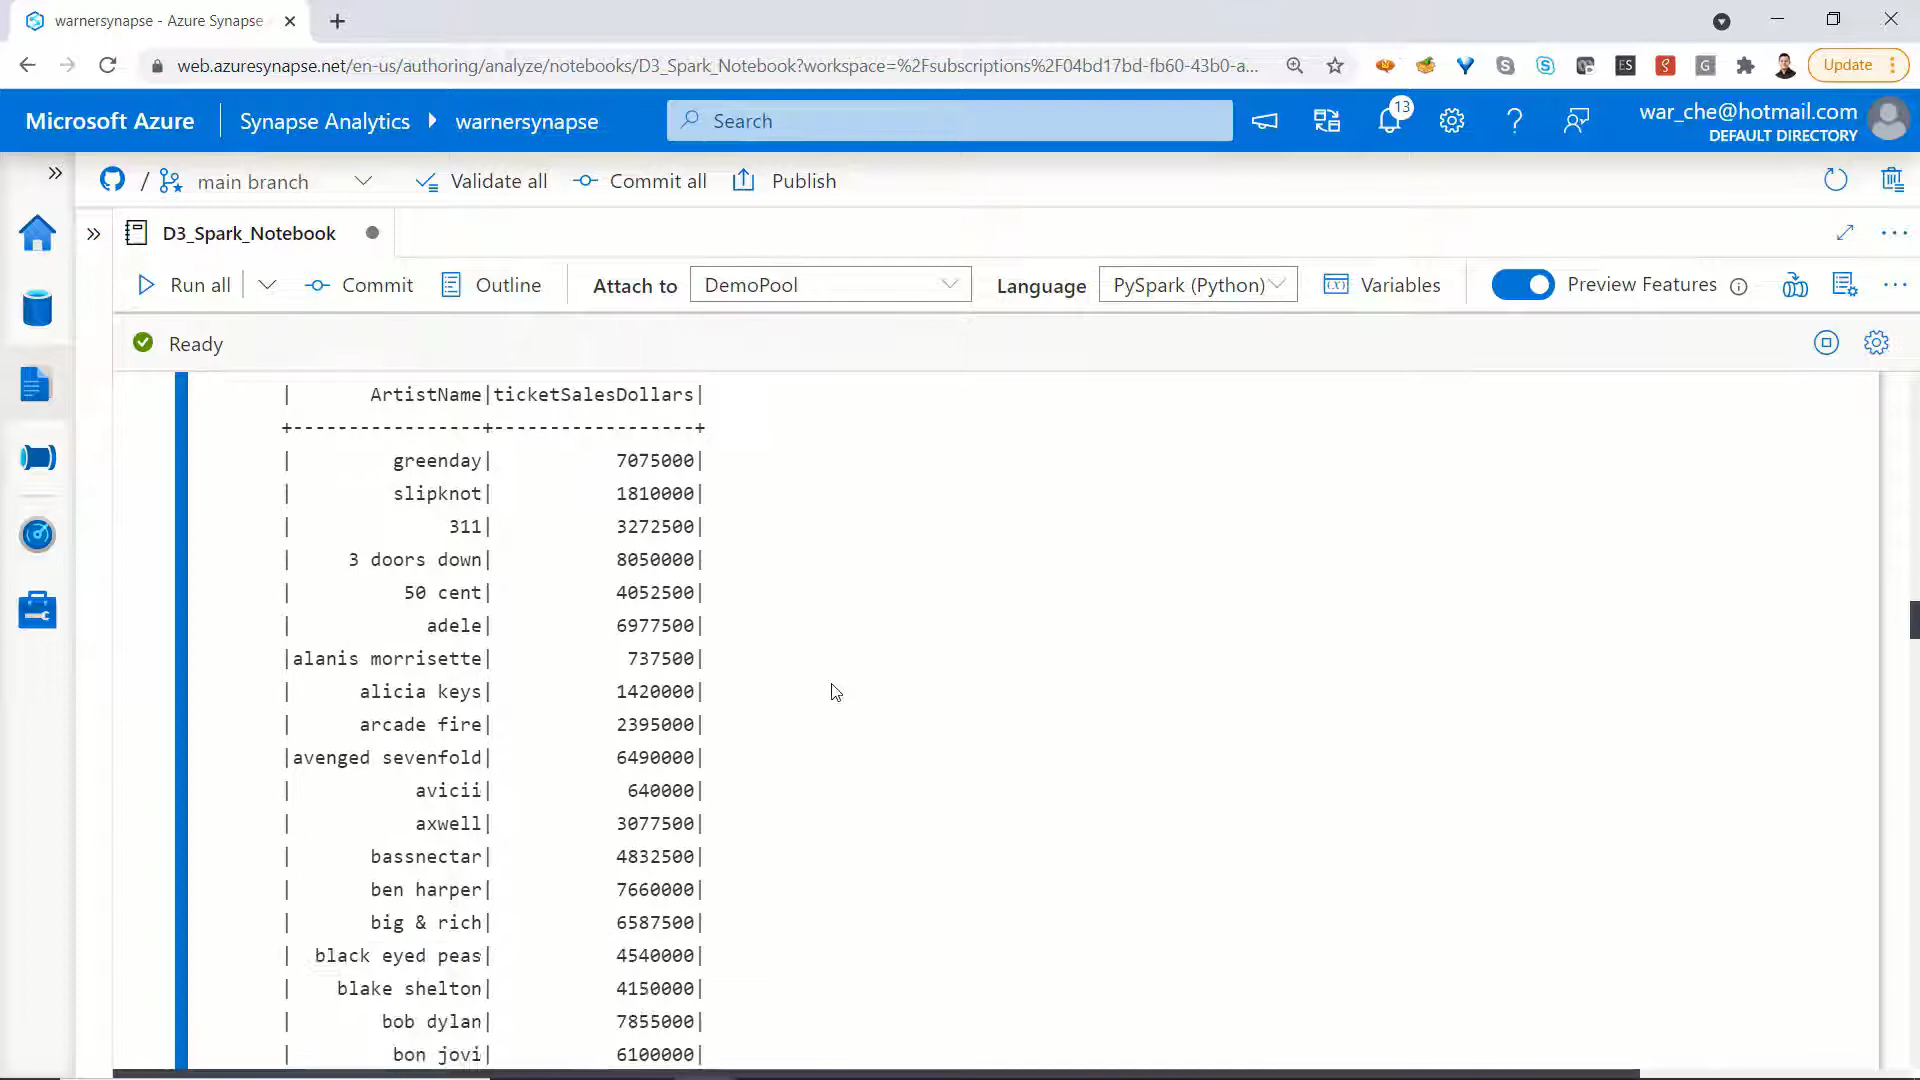 warnersynapse - Azure Synapse
web.azuresynapse.net/en-us/authoring/analyze/notebooks/D3_Spark_Notebook?workspace=%2Fsubscriptions%2F04bd17bd-fb60-43b0-a...
ES
S
G
Update
Microsoft Azure
Synapse Analytics
warnersynapse
Search
13
war_che@hotmail.com
DEFAULT DIRECTORY
/ main branch
Validate all
Commit all
Publish
D3_Spark_Notebook
Run all
Commit
Outline
Attach to
DemoPool
Language
PySpark (Python)
Variables
Preview Features
Ready
|       ArtistName|ticketSalesDollars|
+-----------------+------------------+
|         greenday|           7075000|
|         slipknot|           1810000|
|              311|           3272500|
|     3 doors down|           8050000|
|          50 cent|           4052500|
|            adele|           6977500|
|alanis morrisette|            737500|
|      alicia keys|           1420000|
|      arcade fire|           2395000|
|avenged sevenfold|           6490000|
|           avicii|            640000|
|           axwell|           3077500|
|       bassnectar|           4832500|
|       ben harper|           7660000|
|       big & rich|           6587500|
|  black eyed peas|           4540000|
|    blake shelton|           4150000|
|        bob dylan|           7855000|
|         bon jovi|           6100000|